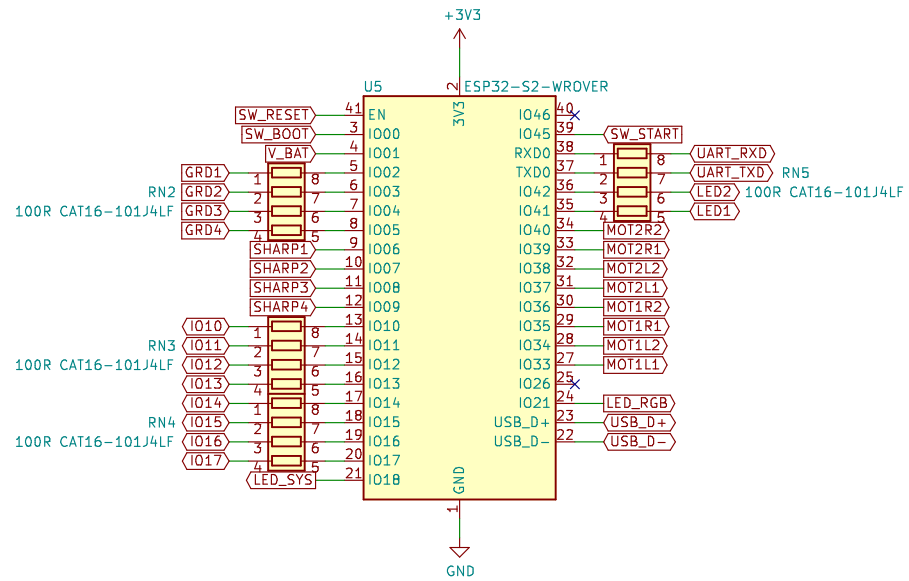 +3V3
U5 2 ESP32-S2-WROVER
3V3
SW_RESET 41 EN IO46 40
SW_BOOT 3 IO00 IO45 39 SW_START
V_BAT 4 IO01 RXD0 38 1 8 UART_RXD
GRD1 1 8 5 IO02 TXD0 37 2 7 UART_TXD RN5
RN2 GRD2 2 7 6 IO03 IO42 36 3 6 LED2 100R CAT16-101J4LF
100R CAT16-101J4LF GRD3 3 6 7 IO04 IO41 35 4 5 LED1
GRD4 4 5 8 IO05 IO40 34 MOT2R2
SHARP1 9 IO06 IO39 33 MOT2R1
SHARP2 10 IO07 IO38 32 MOT2L2
SHARP3 11 IO08 IO37 31 MOT2L1
SHARP4 12 IO09 IO36 30 MOT1R2
IO10 1 8 13 IO10 IO35 29 MOT1R1
RN3 IO11 2 7 14 IO11 IO34 28 MOT1L2
100R CAT16-101J4LF IO12 3 6 15 IO12 IO33 27 MOT1L1
IO13 4 5 16 IO13 IO26 25
IO14 1 8 17 IO14 IO21 24 LED_RGB
RN4 IO15 2 7 18 IO15 USB_D+ 23 USB_D+
100R CAT16-101J4LF IO16 3 6 19 IO16 USB_D- 22 USB_D-
IO17 4 5 20 IO17
LED_SYS 21 IO18
GND
1
GND